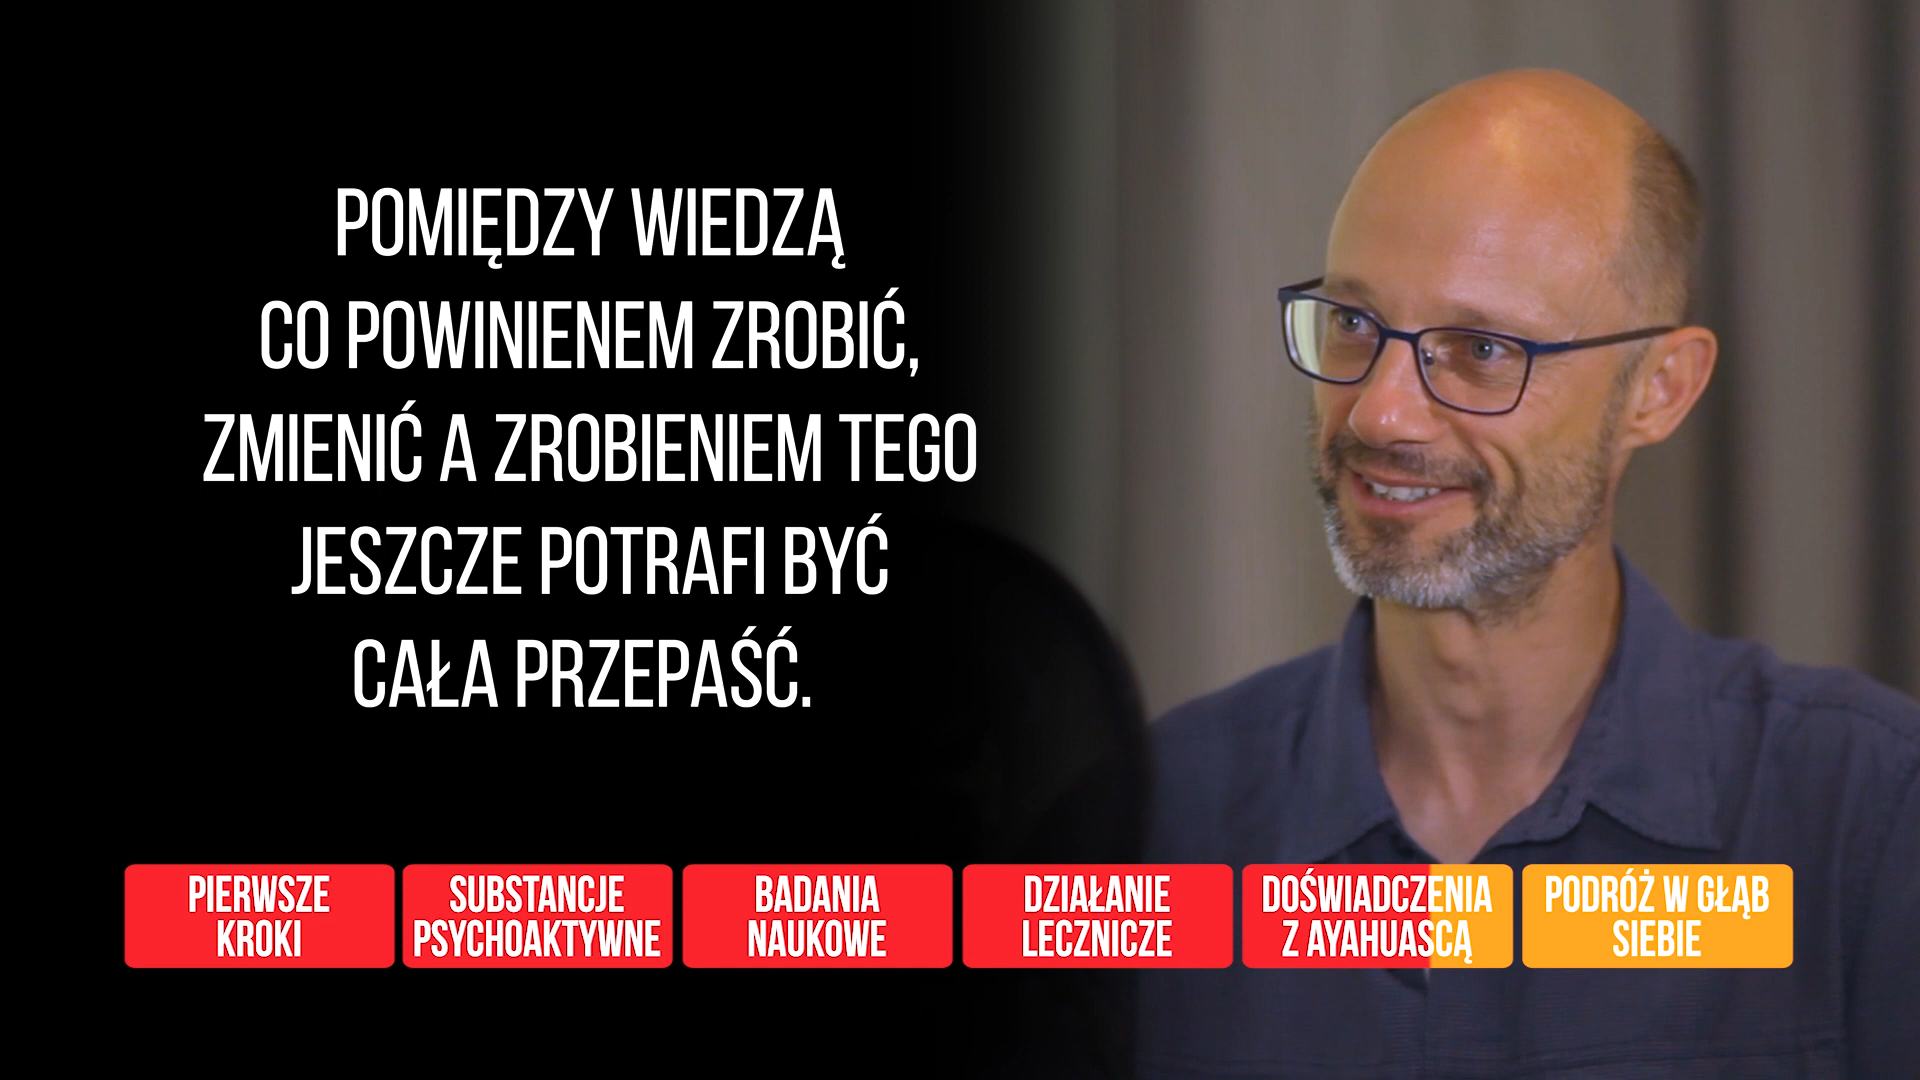 POMIĘDZY WIEDZĄ
CO POWINIENEM ZROBIĆ,
ZMIENIĆ A ZROBIENIEM TEGO
JESZCZE POTRAFI BYĆ
CAŁA PRZEPAŚĆ.
PIERWSZE
KROKI
SUBSTANCJE
PSYCHOAKTYWNE
BADANIA
NAUKOWE
DZIAŁANIE
LECZNICZE
DOŚWIADCZENIA
Z AYAHUASCĄ
PODRÓŻ W GŁĄB
SIEBIE